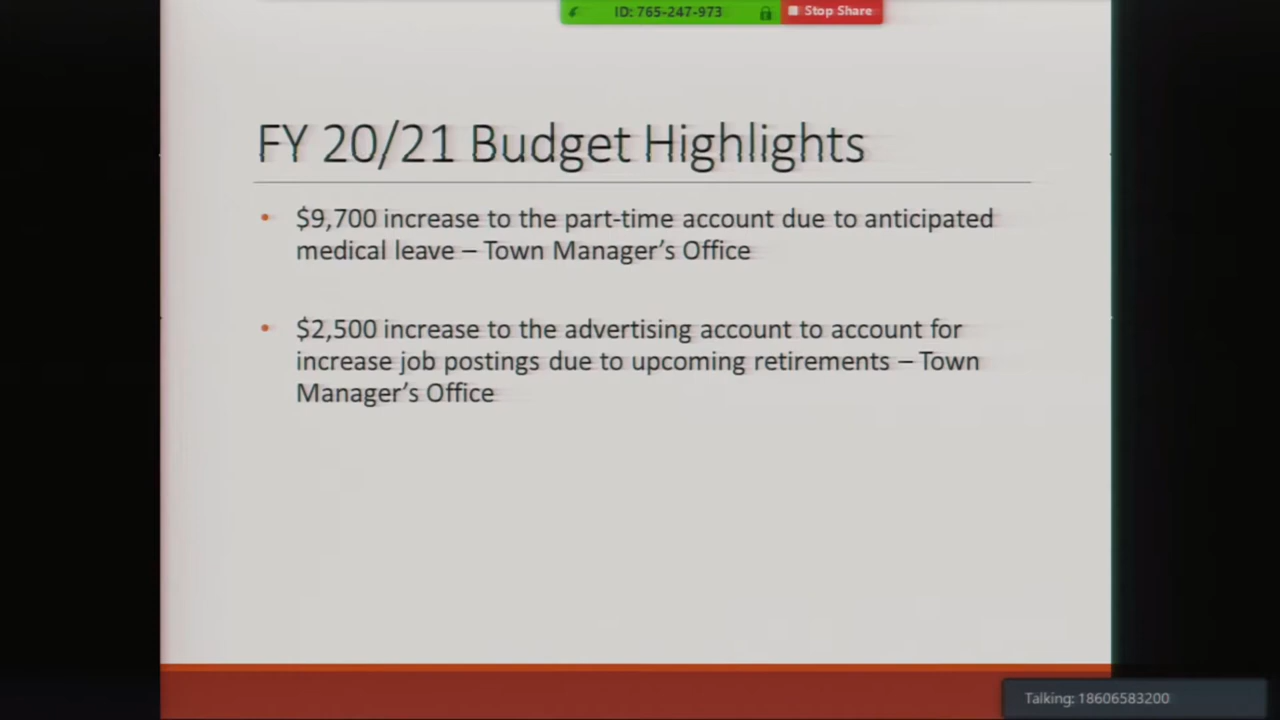 ID: 765-247-973
Stop Share
FY 20/21 Budget Highlights
• $9,700 increase to the part-time account due to anticipated
medical leave – Town Manager’s Office
• $2,500 increase to the advertising account to account for
increase job postings due to upcoming retirements – Town
Manager’s Office
Talking: 18606583200